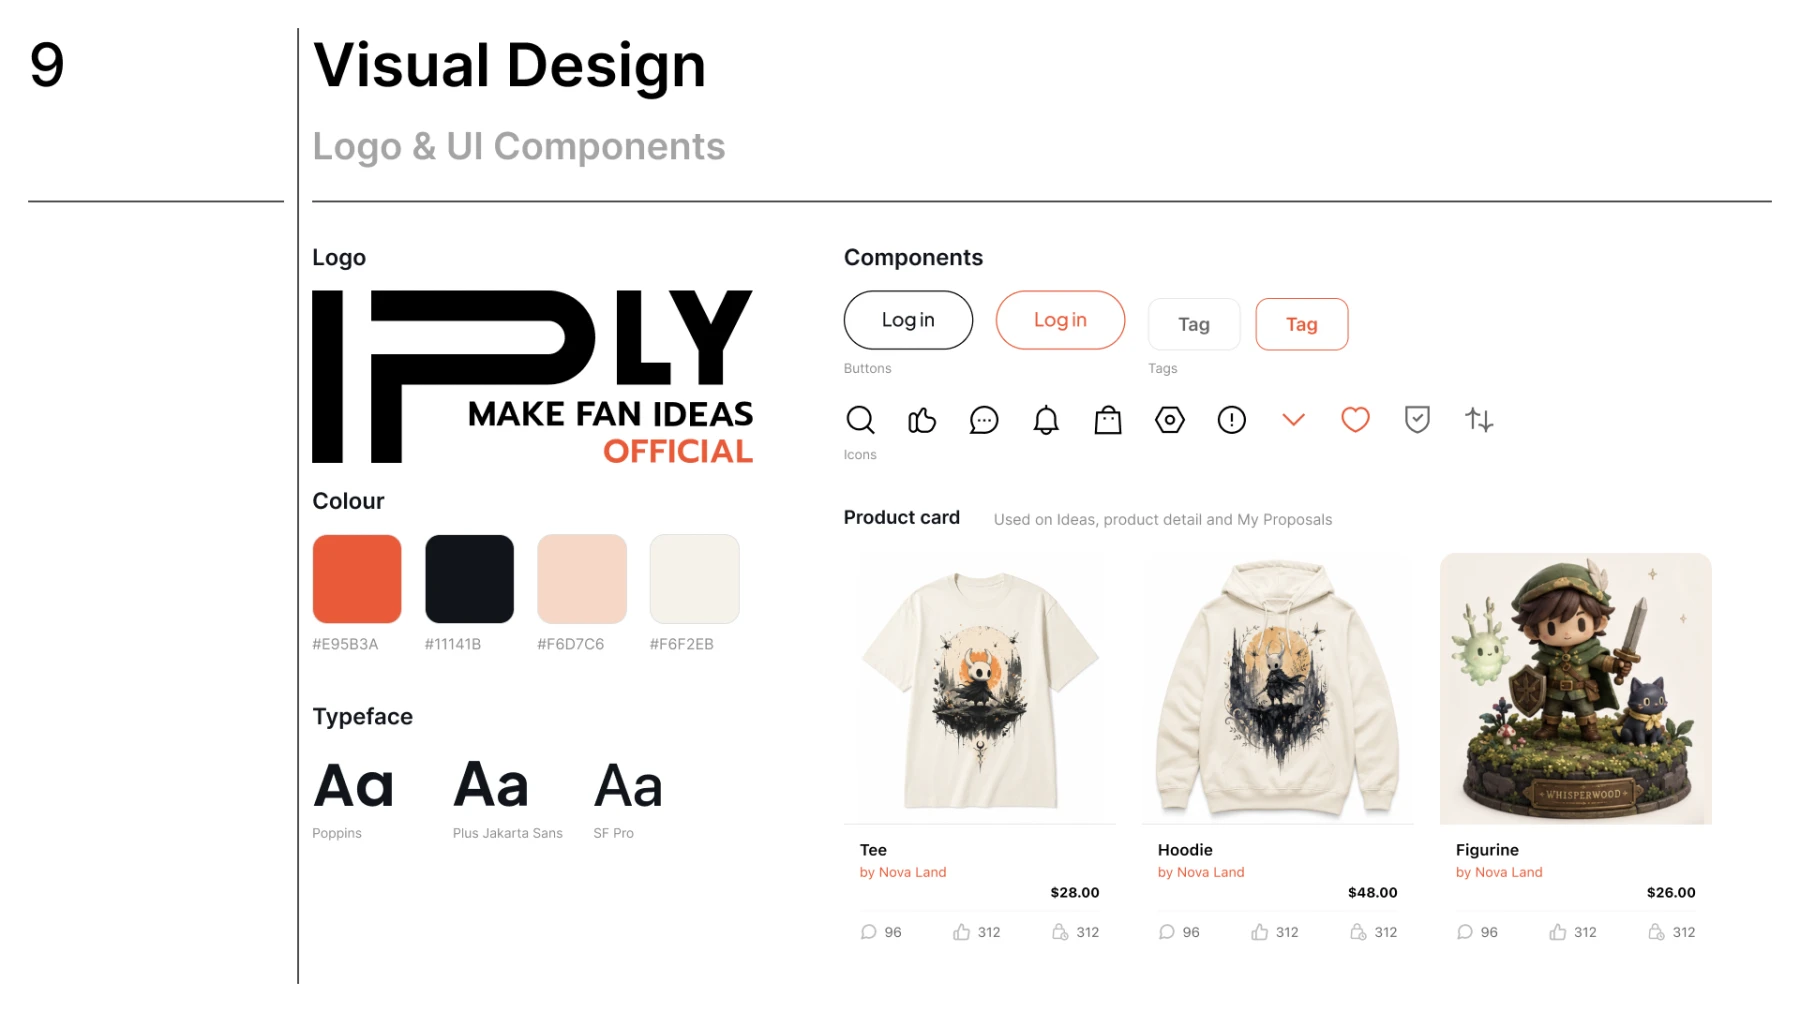 9
Visual Design
Logo & UI Components
Logo
IPLY
MAKE FAN IDEAS
OFFICIAL
Colour
#E95B3A
#11141B
#F6D7C6
#F6F2EB
Typeface
Aa
Aa
Aa
Poppins
Plus Jakarta Sans
SF Pro
Components
Log in
Log in
Tag
Tag
Buttons
Tags
Icons
Product card
Used on Ideas, product detail and My Proposals
WHISPERWOOD
Tee
by Nova Land
$28.00
96
312
312
Hoodie
by Nova Land
$48.00
96
312
312
Figurine
by Nova Land
$26.00
96
312
312